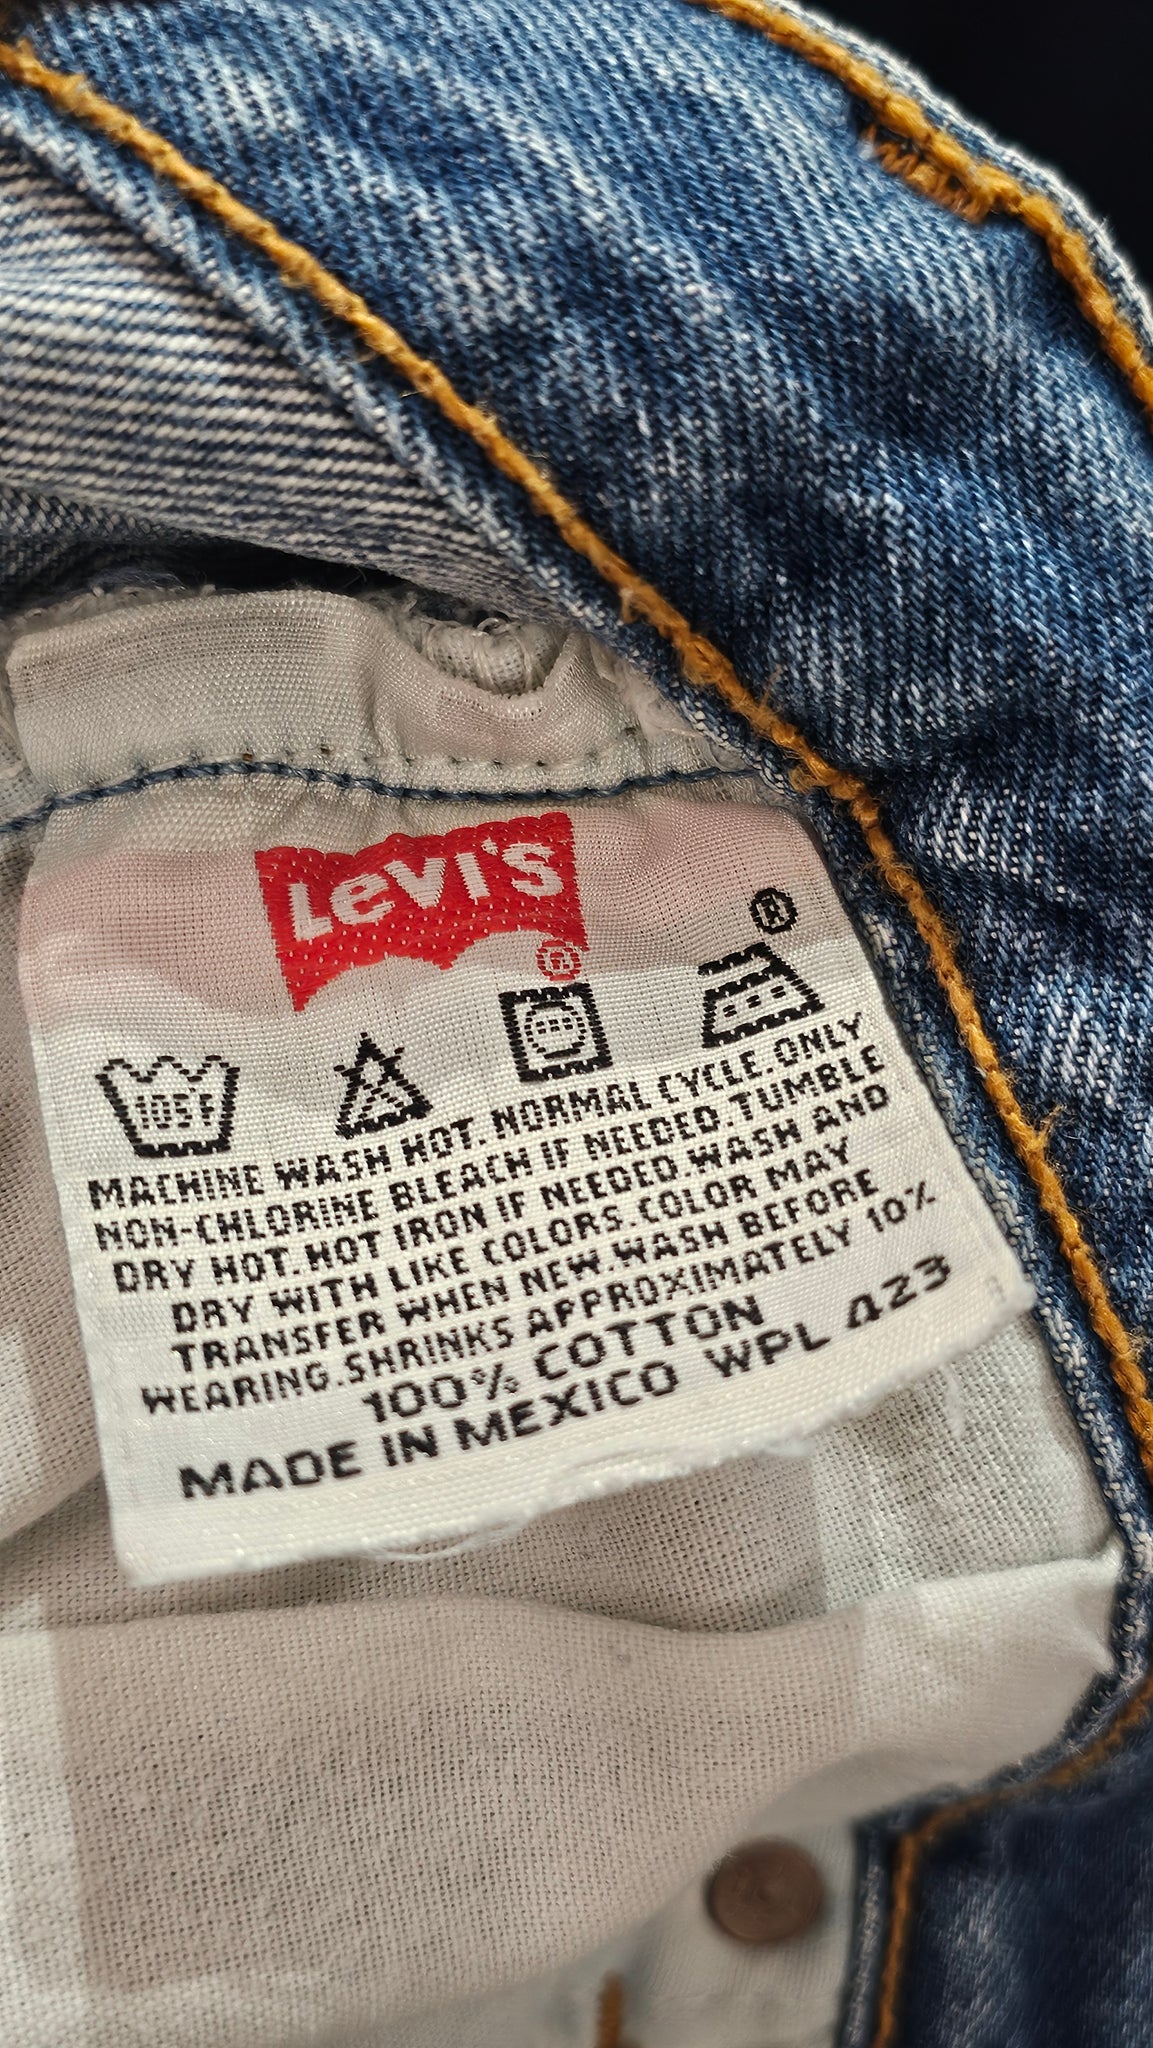 Levi's
®
®
105F
MACHINE WASH HOT. NORMAL CYCLE. ONLY
NON-CHLORINE BLEACH IF NEEDED. TUMBLE
DRY HOT. HOT IRON IF NEEDED. WASH AND
DRY WITH LIKE COLORS. COLOR MAY
TRANSFER WHEN NEW. WASH BEFORE
WEARING. SHRINKS APPROXIMATELY 10%
100% COTTON
MADE IN MEXICO WPL 423